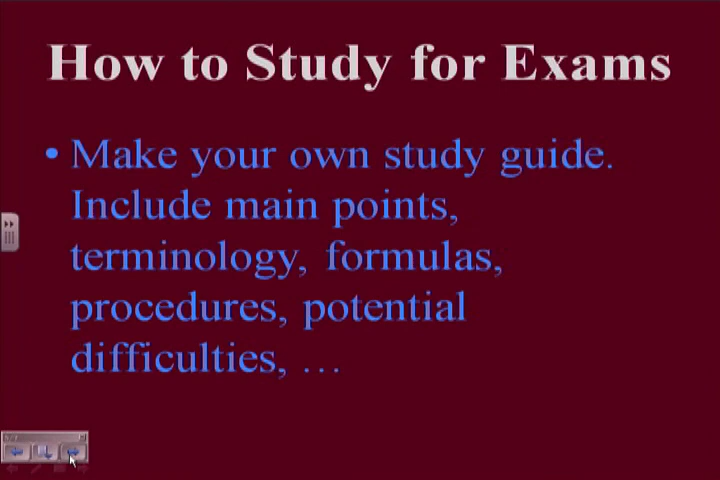 How to Study for Exams
• Make your own study guide.
Include main points,
terminology, formulas,
procedures, potential
difficulties, …